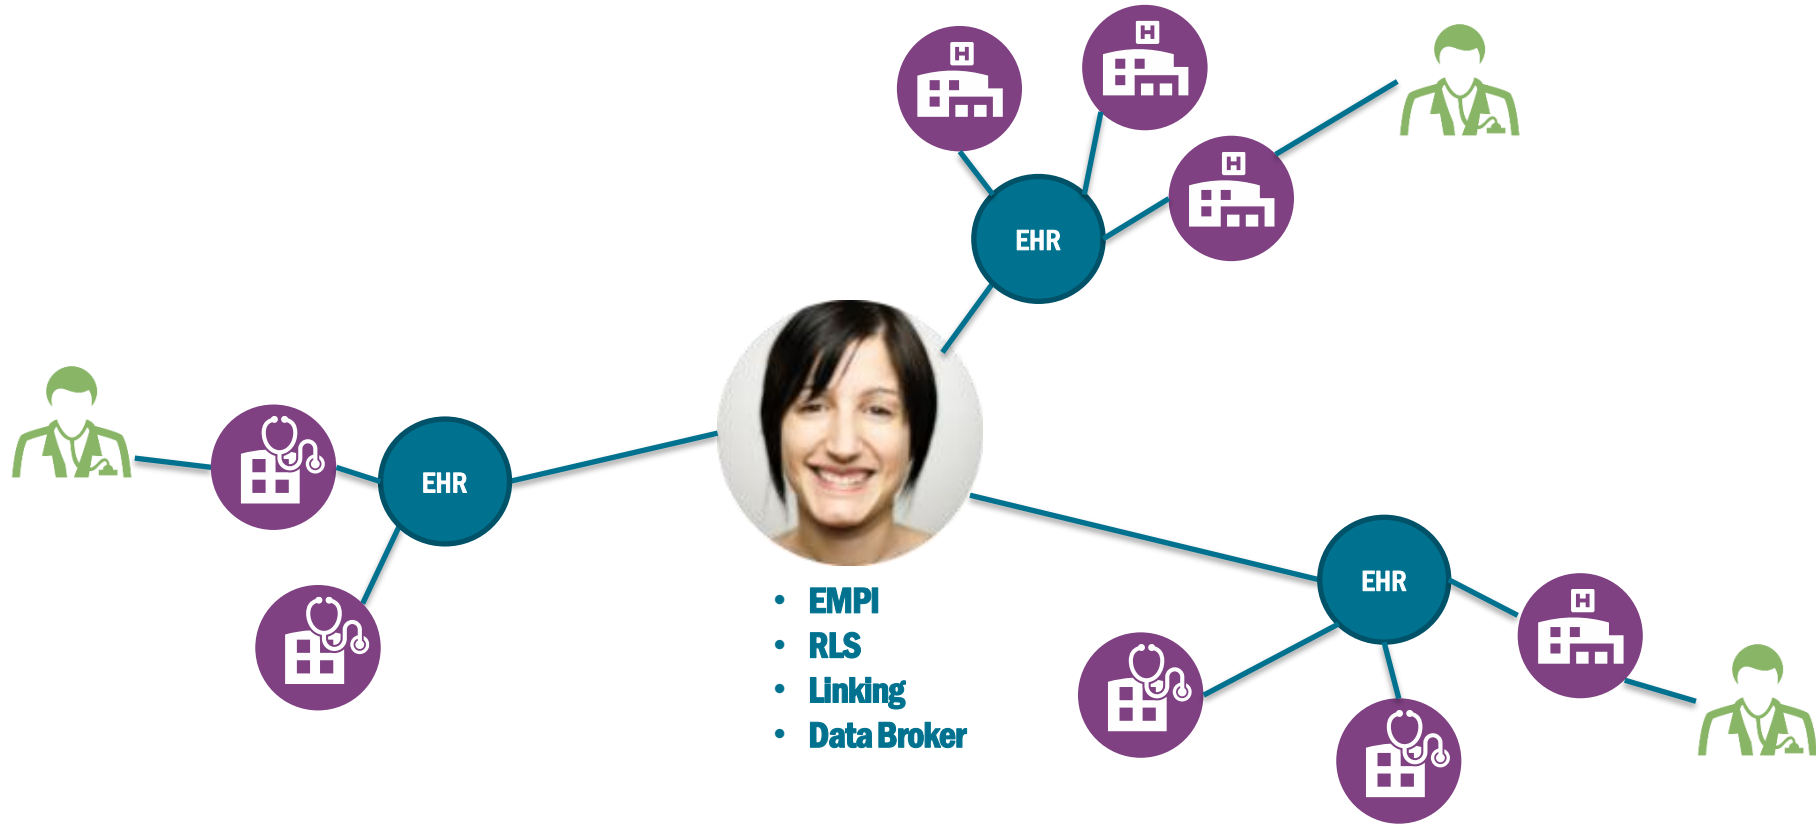 H
H
H
EHR
EHR
• EMPI
• RLS
• Linking
• Data Broker
EHR
H